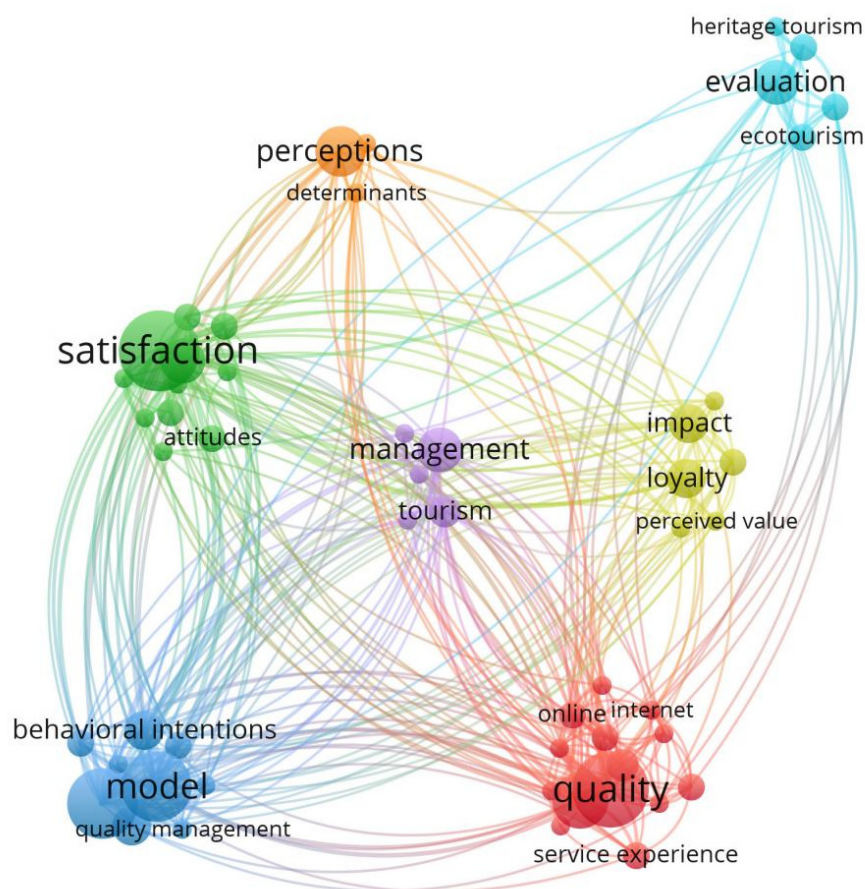 heritage tourism
evaluation
ecotourism
perceptions
determinants
satisfaction
attitudes
impact
management
loyalty
tourism
perceived value
online
internet
behavioral intentions
model
quality
quality management
service experience